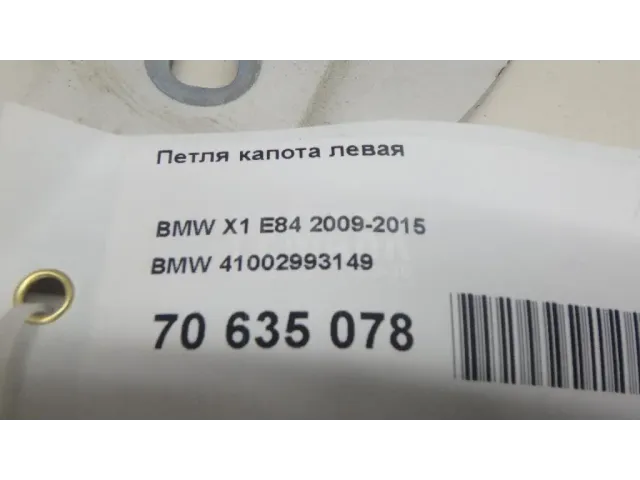 Петля капота левая
BMW X1 E84 2009-2015
BMW 41002993149
70 635 078